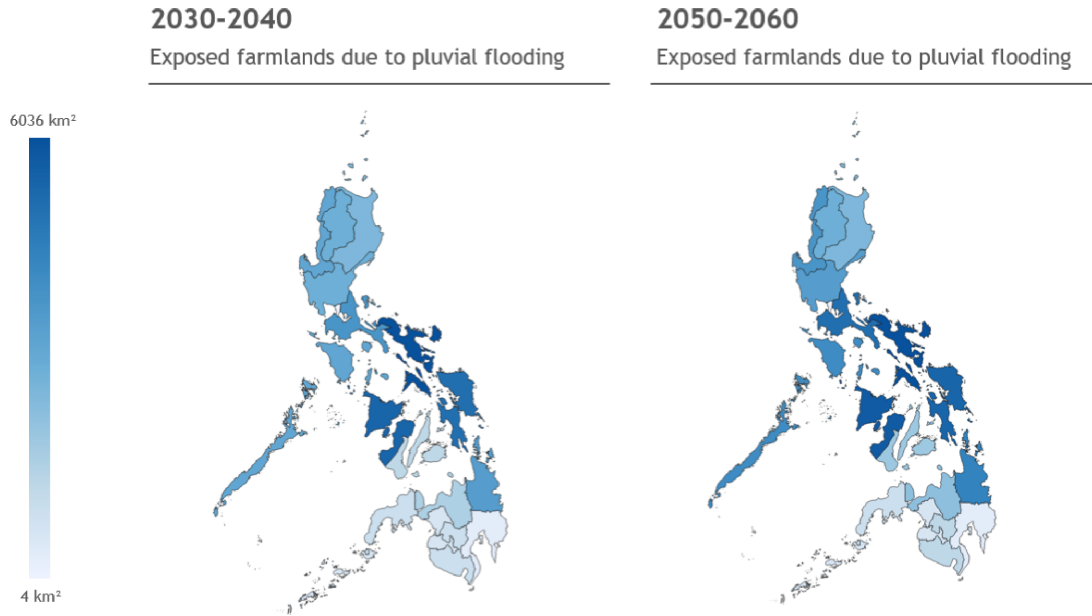 2030-2040
Exposed farmlands due to pluvial flooding
2050-2060
Exposed farmlands due to pluvial flooding
6036 km²
4 km²